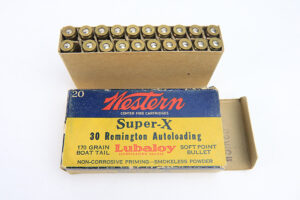 20
Western
CENTER FIRE CARTRIDGES
Super-X
30 Remington Autoloading
170 GRAIN Lubaloy SOFT POINT
BOAT TAIL BULLET
NON-CORROSIVE PRIMING - SMOKELESS POWDER